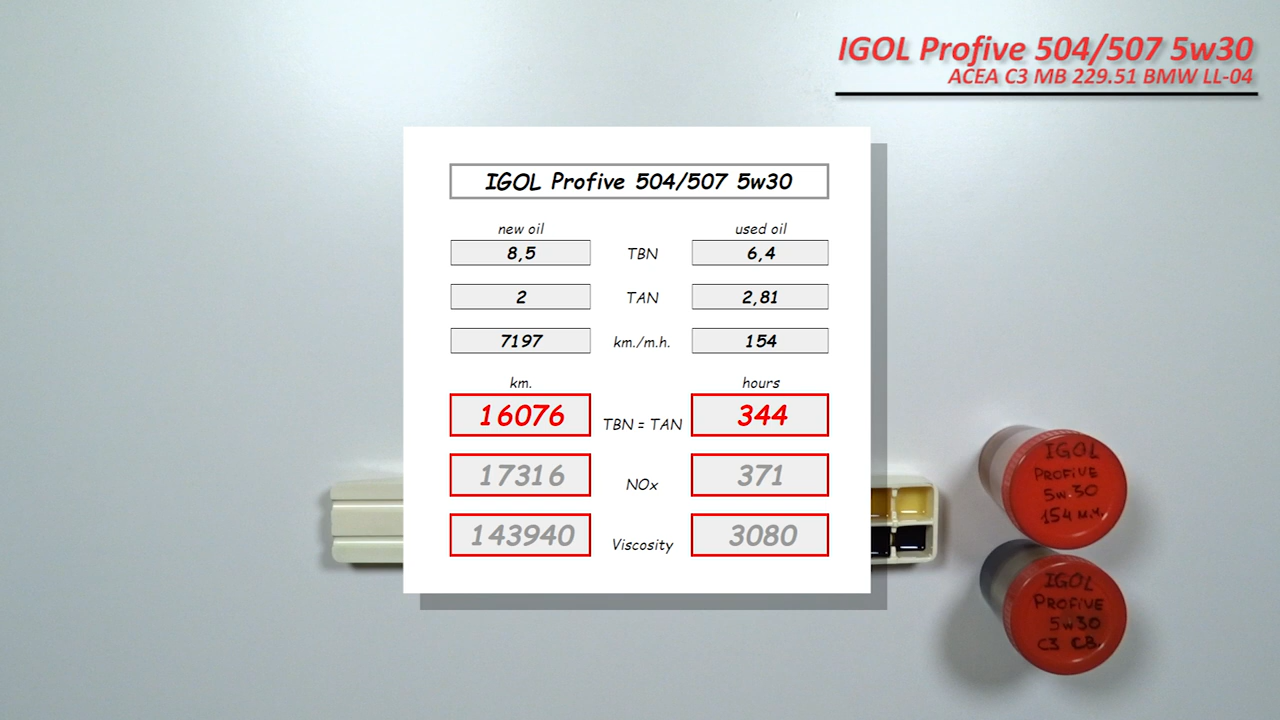 IGOL Profive 504/507 5w30
ACEA C3 MB 229.51 BMW LL-04
IGOL Profive 504/507 5w30
new oil used oil
8,5 TBN 6,4
2 TAN 2,81
7197 km./m.h. 154
km. hours
16076 TBN = TAN 344
17316 NOx 371
143940 Viscosity 3080
IGOL
PROFIVE
5w.30
154 м.ч.
IGOL
PROFIVE
5w30
C3 СВ.